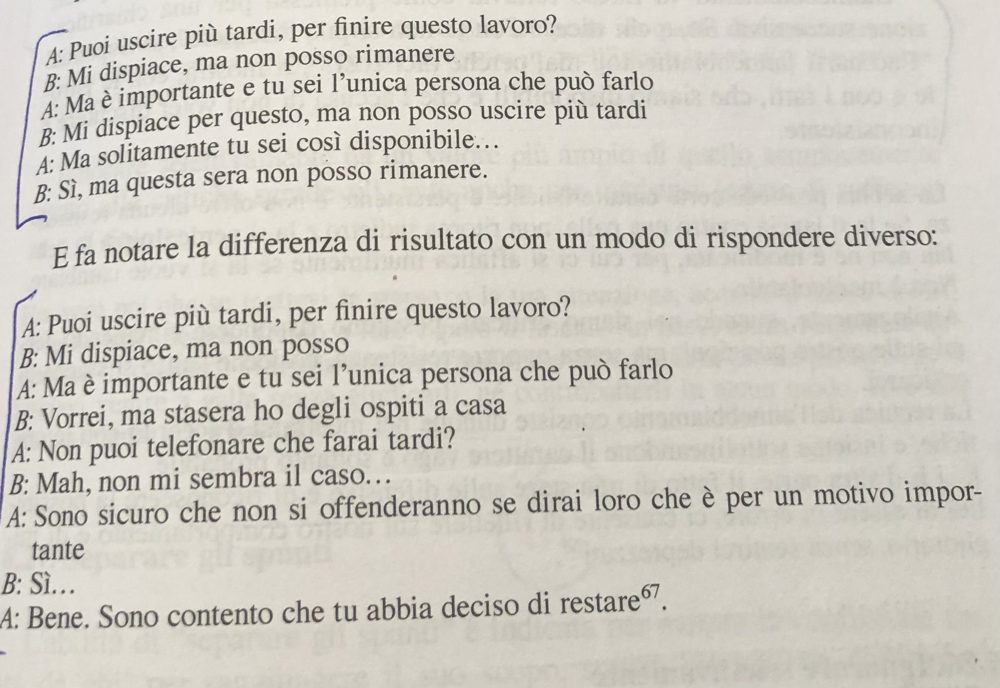 A: Puoi uscire più tardi, per finire questo lavoro?
B: Mi dispiace, ma non posso rimanere
A: Ma è importante e tu sei l'unica persona che può farlo
B: Mi dispiace per questo, ma non posso uscire più tardi
A: Ma solitamente tu sei così disponibile...
B: Sì, ma questa sera non posso rimanere.
E fa notare la differenza di risultato con un modo di rispondere diverso:
A: Puoi uscire più tardi, per finire questo lavoro?
B: Mi dispiace, ma non posso
A: Ma è importante e tu sei l'unica persona che può farlo
B: Vorrei, ma stasera ho degli ospiti a casa
A: Non puoi telefonare che farai tardi?
B: Mah, non mi sembra il caso...
A: Sono sicuro che non si offenderanno se dirai loro che è per un motivo impor-
tante
B: Sì...
A: Bene. Sono contento che tu abbia deciso di restare67.